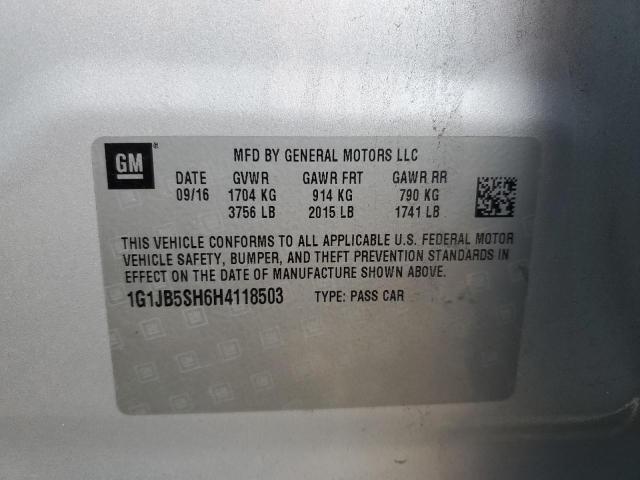 GM ® MFD BY GENERAL MOTORS LLC
DATE GVWR GAWR FRT GAWR RR
09/16 1704 KG 914 KG 790 KG
3756 LB 2015 LB 1741 LB
THIS VEHICLE CONFORMS TO ALL APPLICABLE U.S. FEDERAL MOTOR
VEHICLE SAFETY, BUMPER, AND THEFT PREVENTION STANDARDS IN
EFFECT ON THE DATE OF MANUFACTURE SHOWN ABOVE.
1G1JB5SH6H4118503 TYPE: PASS CAR